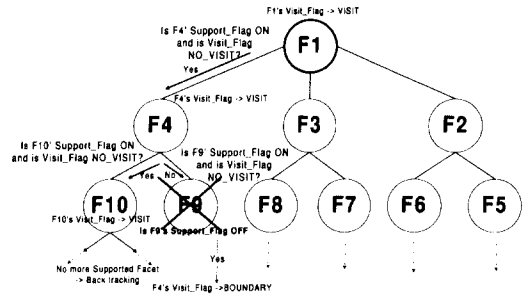 F1's Visit_Flag -> VISIT
Is F4' Support_Flag ON
and is Visit_Flag
NO_VISIT?
Yes
F1
F4's Visit_Flag -> VISIT
F4
F3
F2
Is F10' Support_Flag ON
and is Visit_Flag NO_VISIT?
Is F9' Support_Flag ON
and is Visit_Flag
NO_VISIT?
Yes
No
F10
F9
F8
F7
F6
F5
F10's Visit_Flag -> VISIT
Is F9's Support_Flag OFF
Yes
No more Supported Facet
-> Back tracking
F4's Visit_Flag ->BOUNDARY